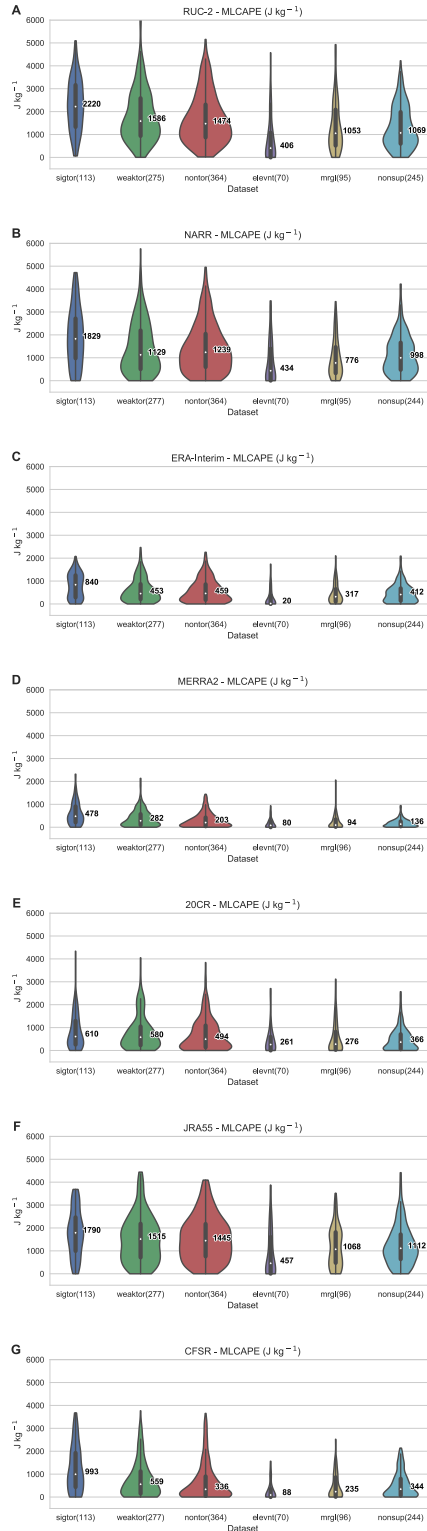 A
RUC-2 - MLCAPE (J kg⁻¹)
6000
5000
4000
3000
2000
1000
0
J kg⁻¹
2220
1586
1474
406
1053
1069
sigtor(113) weaktor(275) nontor(364) elevnt(70) mrgl(95) nonsup(245)
Dataset
B
NARR - MLCAPE (J kg⁻¹)
6000
5000
4000
3000
2000
1000
0
J kg⁻¹
1829
1129
1239
434
776
998
sigtor(113) weaktor(277) nontor(364) elevnt(70) mrgl(96) nonsup(244)
Dataset
C
ERA-Interim - MLCAPE (J kg⁻¹)
6000
5000
4000
3000
2000
1000
0
J kg⁻¹
840
453
459
20
317
412
sigtor(113) weaktor(277) nontor(364) elevnt(70) mrgl(96) nonsup(244)
Dataset
D
MERRA2 - MLCAPE (J kg⁻¹)
6000
5000
4000
3000
2000
1000
0
J kg⁻¹
478
282
203
80
94
136
sigtor(113) weaktor(277) nontor(364) elevnt(70) mrgl(96) nonsup(244)
Dataset
E
20CR - MLCAPE (J kg⁻¹)
6000
5000
4000
3000
2000
1000
0
J kg⁻¹
610
580
494
261
276
366
sigtor(113) weaktor(277) nontor(364) elevnt(70) mrgl(96) nonsup(244)
Dataset
F
JRA55 - MLCAPE (J kg⁻¹)
6000
5000
4000
3000
2000
1000
0
J kg⁻¹
1790
1515
1445
457
1068
1112
sigtor(113) weaktor(277) nontor(364) elevnt(70) mrgl(96) nonsup(244)
Dataset
G
CFSR - MLCAPE (J kg⁻¹)
6000
5000
4000
3000
2000
1000
0
J kg⁻¹
993
559
336
88
235
344
sigtor(113) weaktor(277) nontor(364) elevnt(70) mrgl(96) nonsup(244)
Dataset